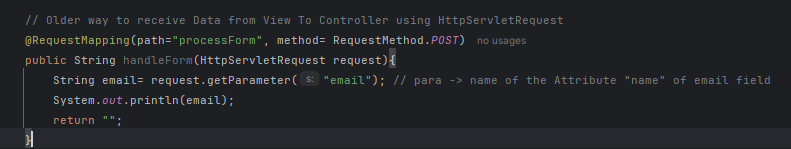 // Older way to receive Data from View To Controller using HttpServletRequest
@RequestMapping(path="processForm", method= RequestMethod.POST) no usages
public String handleForm(HttpServletRequest request){
String email= request.getParameter( s: "email"); // para -> name of the Attribute "name" of email field
System.out.println(email);
return "";
}